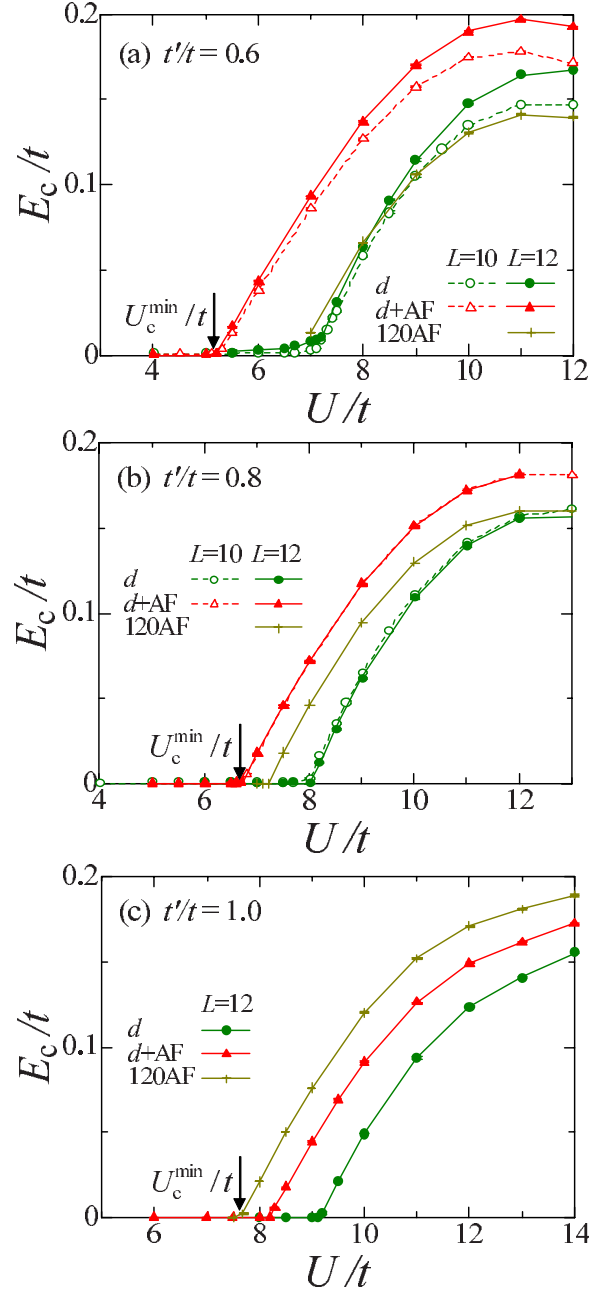 (a) t'/t = 0.6
0.2
0.1
0
E_c/t
L=10 L=12
d
d+AF
120AF
U_c^min/t
4 6 8 10 12
U/t
(b) t'/t = 0.8
0.2
0.1
0
E_c/t
L=10 L=12
d
d+AF
120AF
U_c^min/t
4 6 8 10 12
U/t
(c) t'/t = 1.0
0.2
0.1
0
E_c/t
L=12
d
d+AF
120AF
U_c^min/t
6 8 10 12 14
U/t